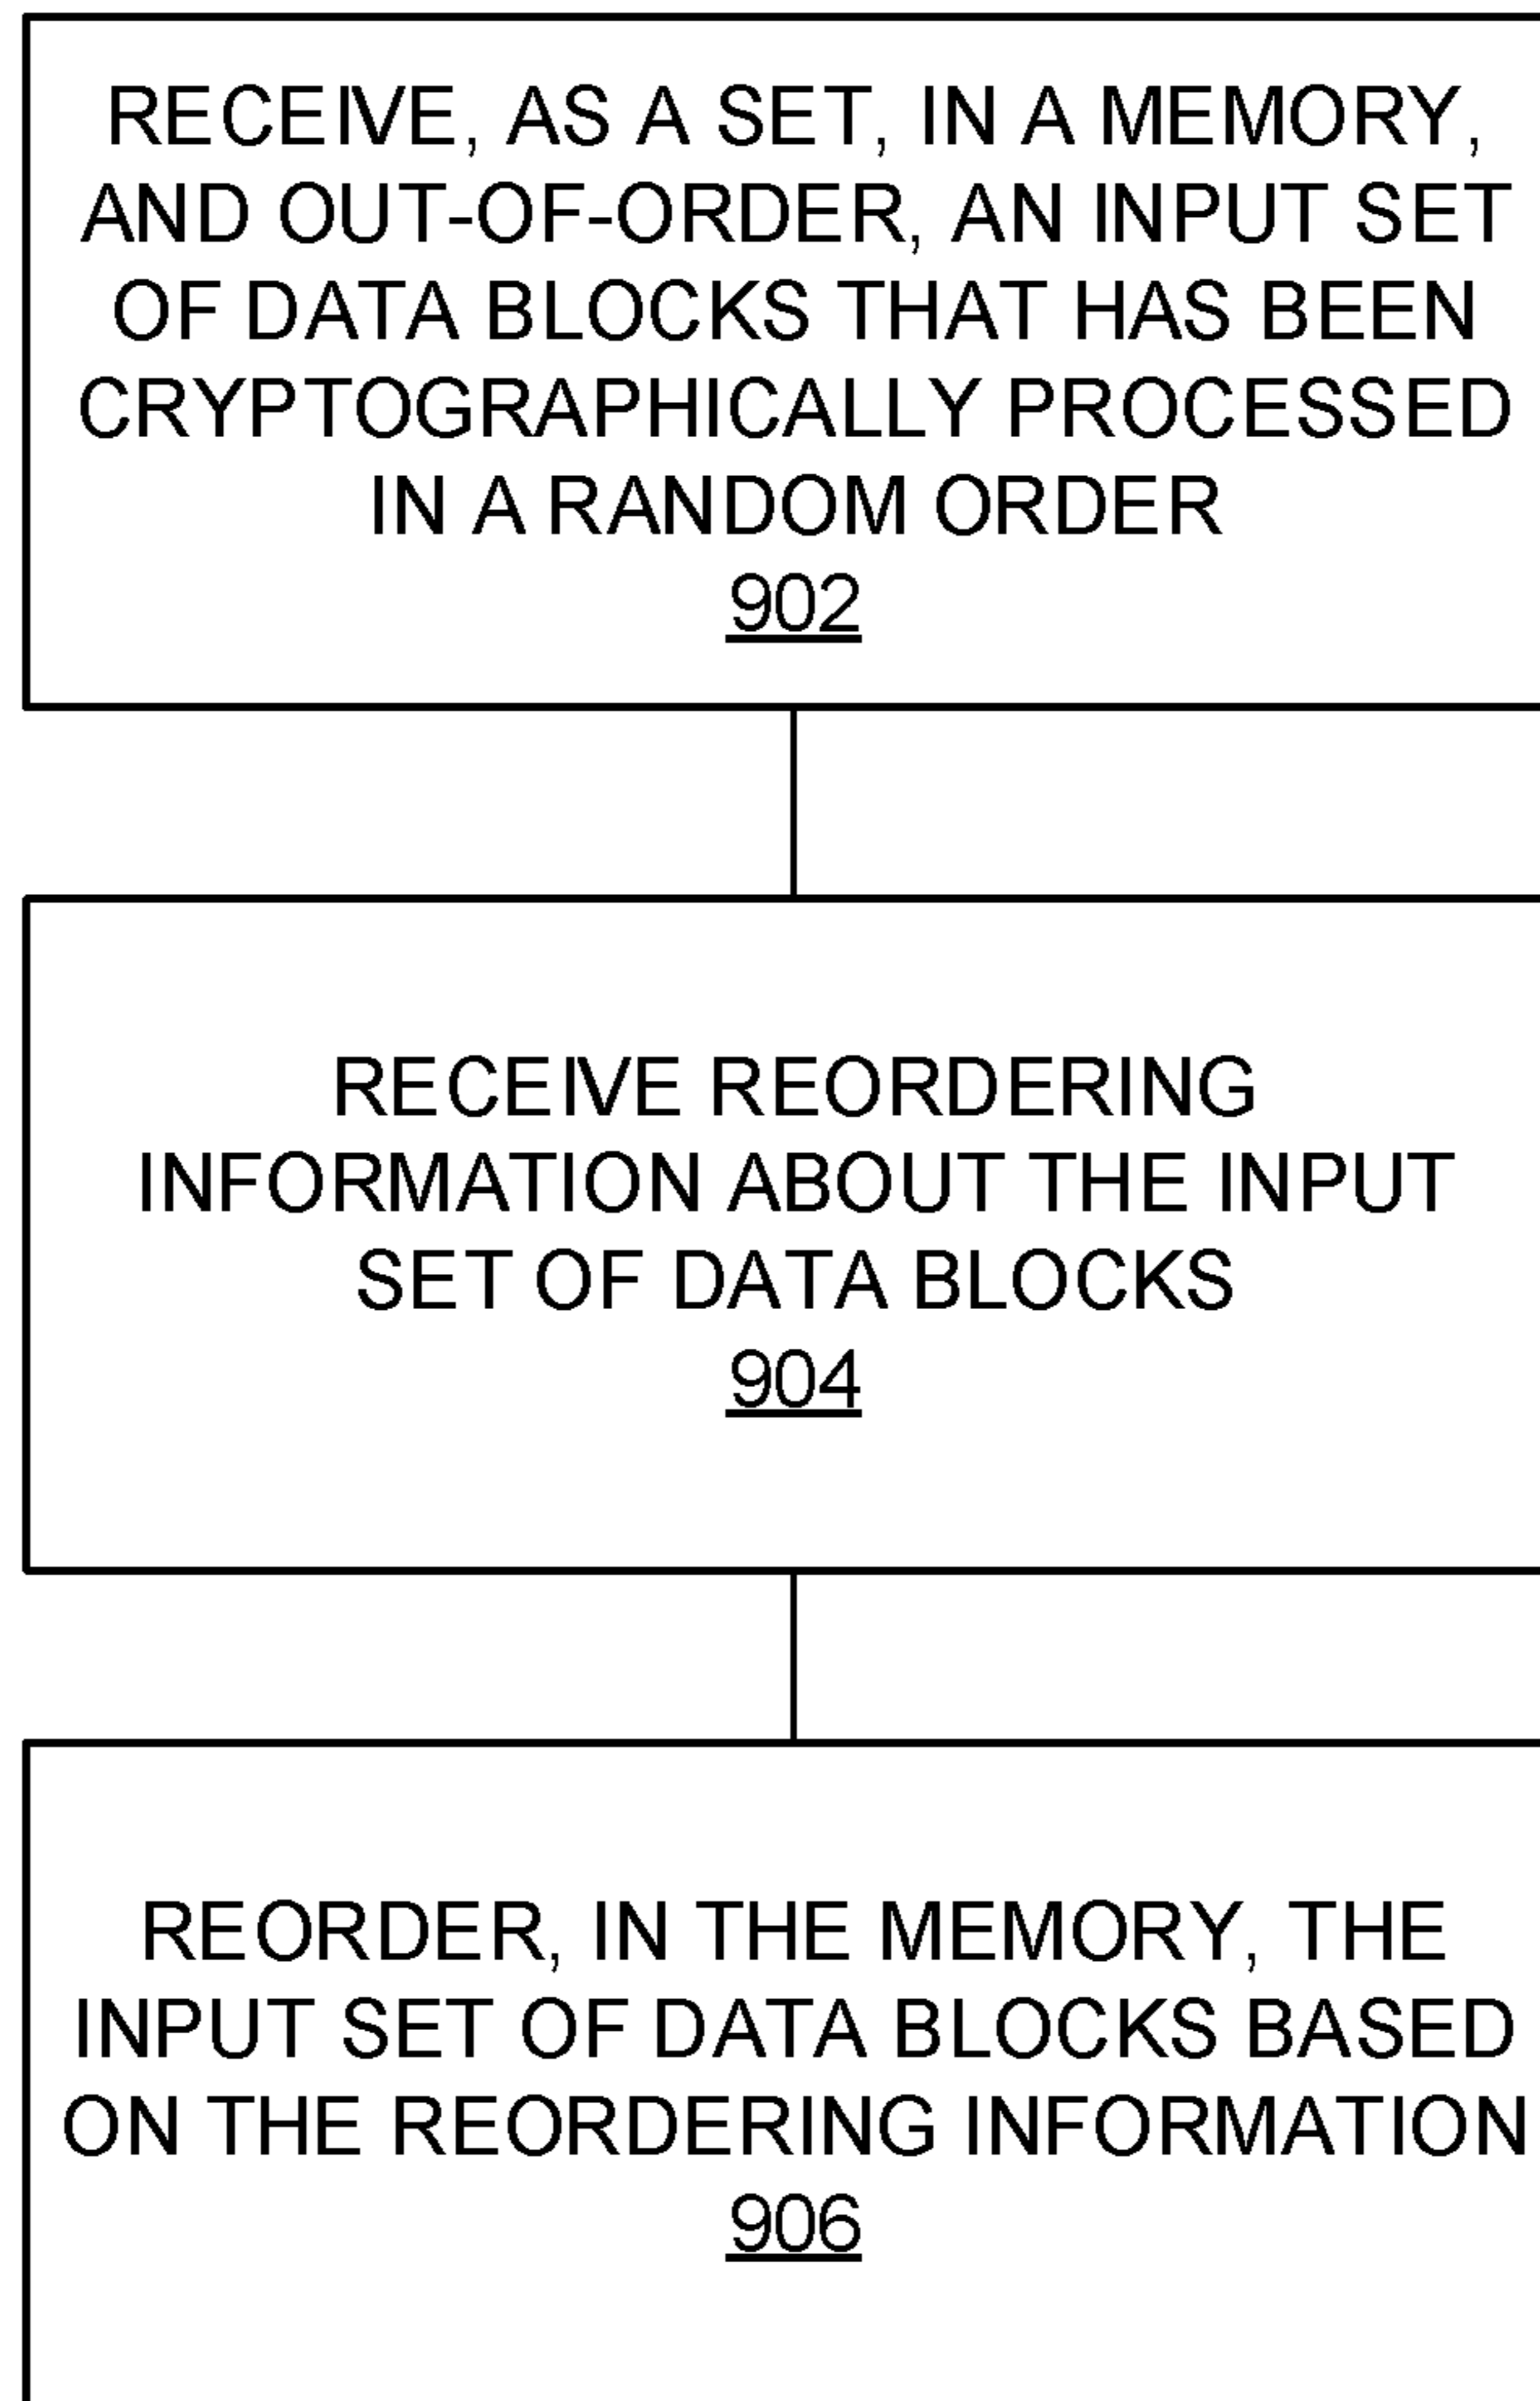 RECEIVE, AS A SET, IN A MEMORY,
AND OUT-OF-ORDER, AN INPUT SET
OF DATA BLOCKS THAT HAS BEEN
CRYPTOGRAPHICALLY PROCESSED
IN A RANDOM ORDER
902
RECEIVE REORDERING
INFORMATION ABOUT THE INPUT
SET OF DATA BLOCKS
904
REORDER, IN THE MEMORY, THE
INPUT SET OF DATA BLOCKS BASED
ON THE REORDERING INFORMATION
906